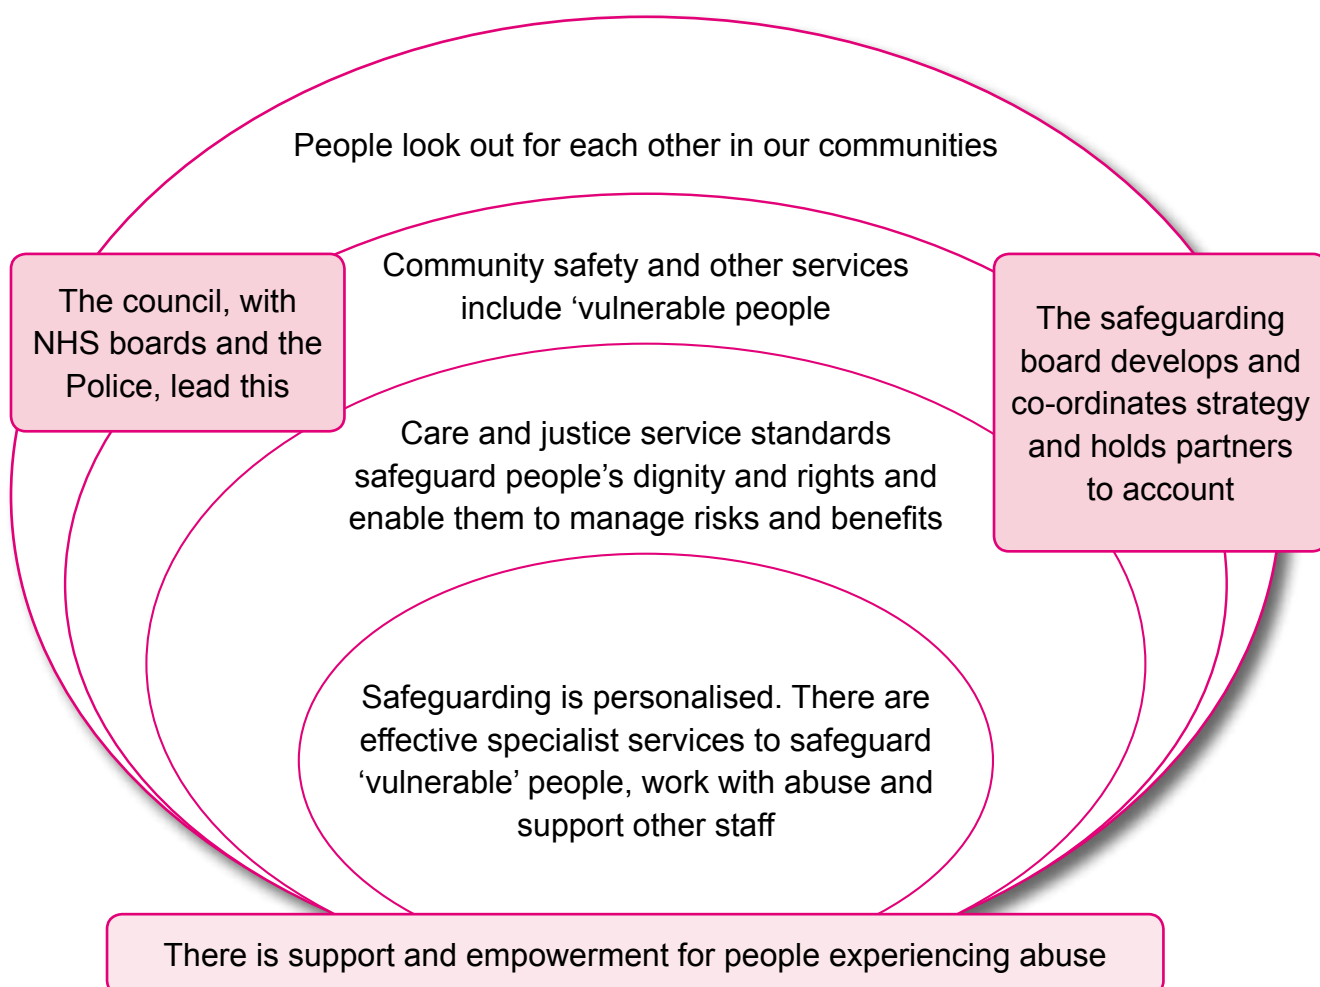 People look out for each other in our communities
Community safety and other services
include ‘vulnerable people
The council, with
NHS boards and the
Police, lead this
The safeguarding
board develops and
co-ordinates strategy
and holds partners
to account
Care and justice service standards
safeguard people’s dignity and rights and
enable them to manage risks and benefits
Safeguarding is personalised. There are
effective specialist services to safeguard
‘vulnerable’ people, work with abuse and
support other staff
There is support and empowerment for people experiencing abuse